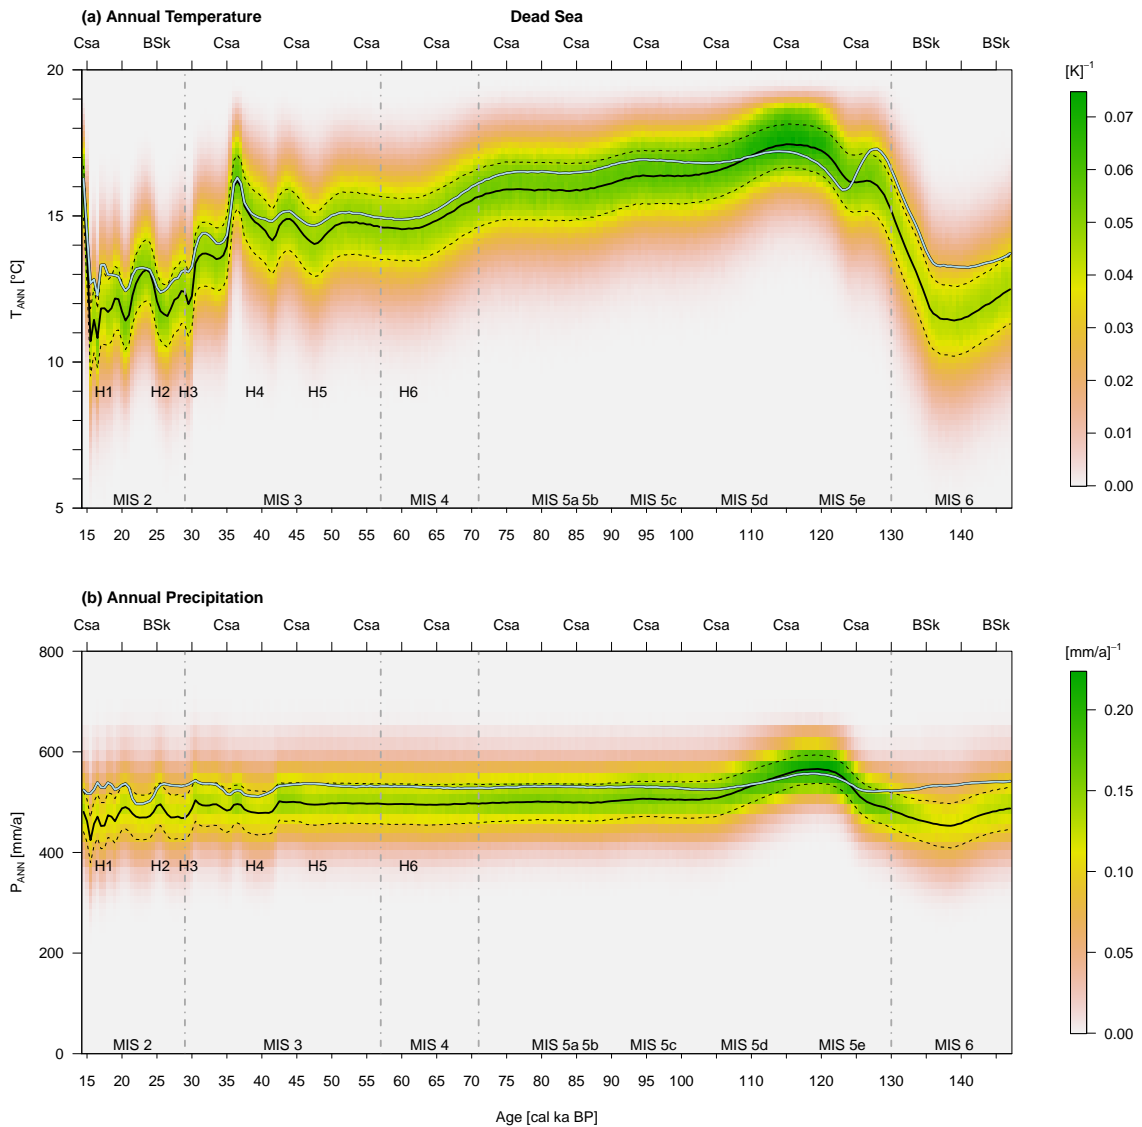 (a) Annual Temperature Dead Sea
Csa BSk Csa Csa Csa Csa Csa Csa Csa Csa Csa Csa BSk BSk
[K]⁻¹
20
15
10
5
T_ANN [°C]
0.07
0.06
0.05
0.04
0.03
0.02
0.01
0.00
H1 H2 H3 H4 H5 H6
MIS 2 MIS 3 MIS 4 MIS 5a 5b MIS 5c MIS 5d MIS 5e MIS 6
15 20 25 30 35 40 45 50 55 60 65 70 75 80 85 90 95 100 110 120 130 140
(b) Annual Precipitation
Csa BSk Csa Csa Csa Csa Csa Csa Csa Csa Csa Csa BSk BSk
[mm/a]⁻¹
800
600
400
200
0
P_ANN [mm/a]
0.20
0.15
0.10
0.05
0.00
H1 H2 H3 H4 H5 H6
MIS 2 MIS 3 MIS 4 MIS 5a 5b MIS 5c MIS 5d MIS 5e MIS 6
15 20 25 30 35 40 45 50 55 60 65 70 75 80 85 90 95 100 110 120 130 140
Age [cal ka BP]